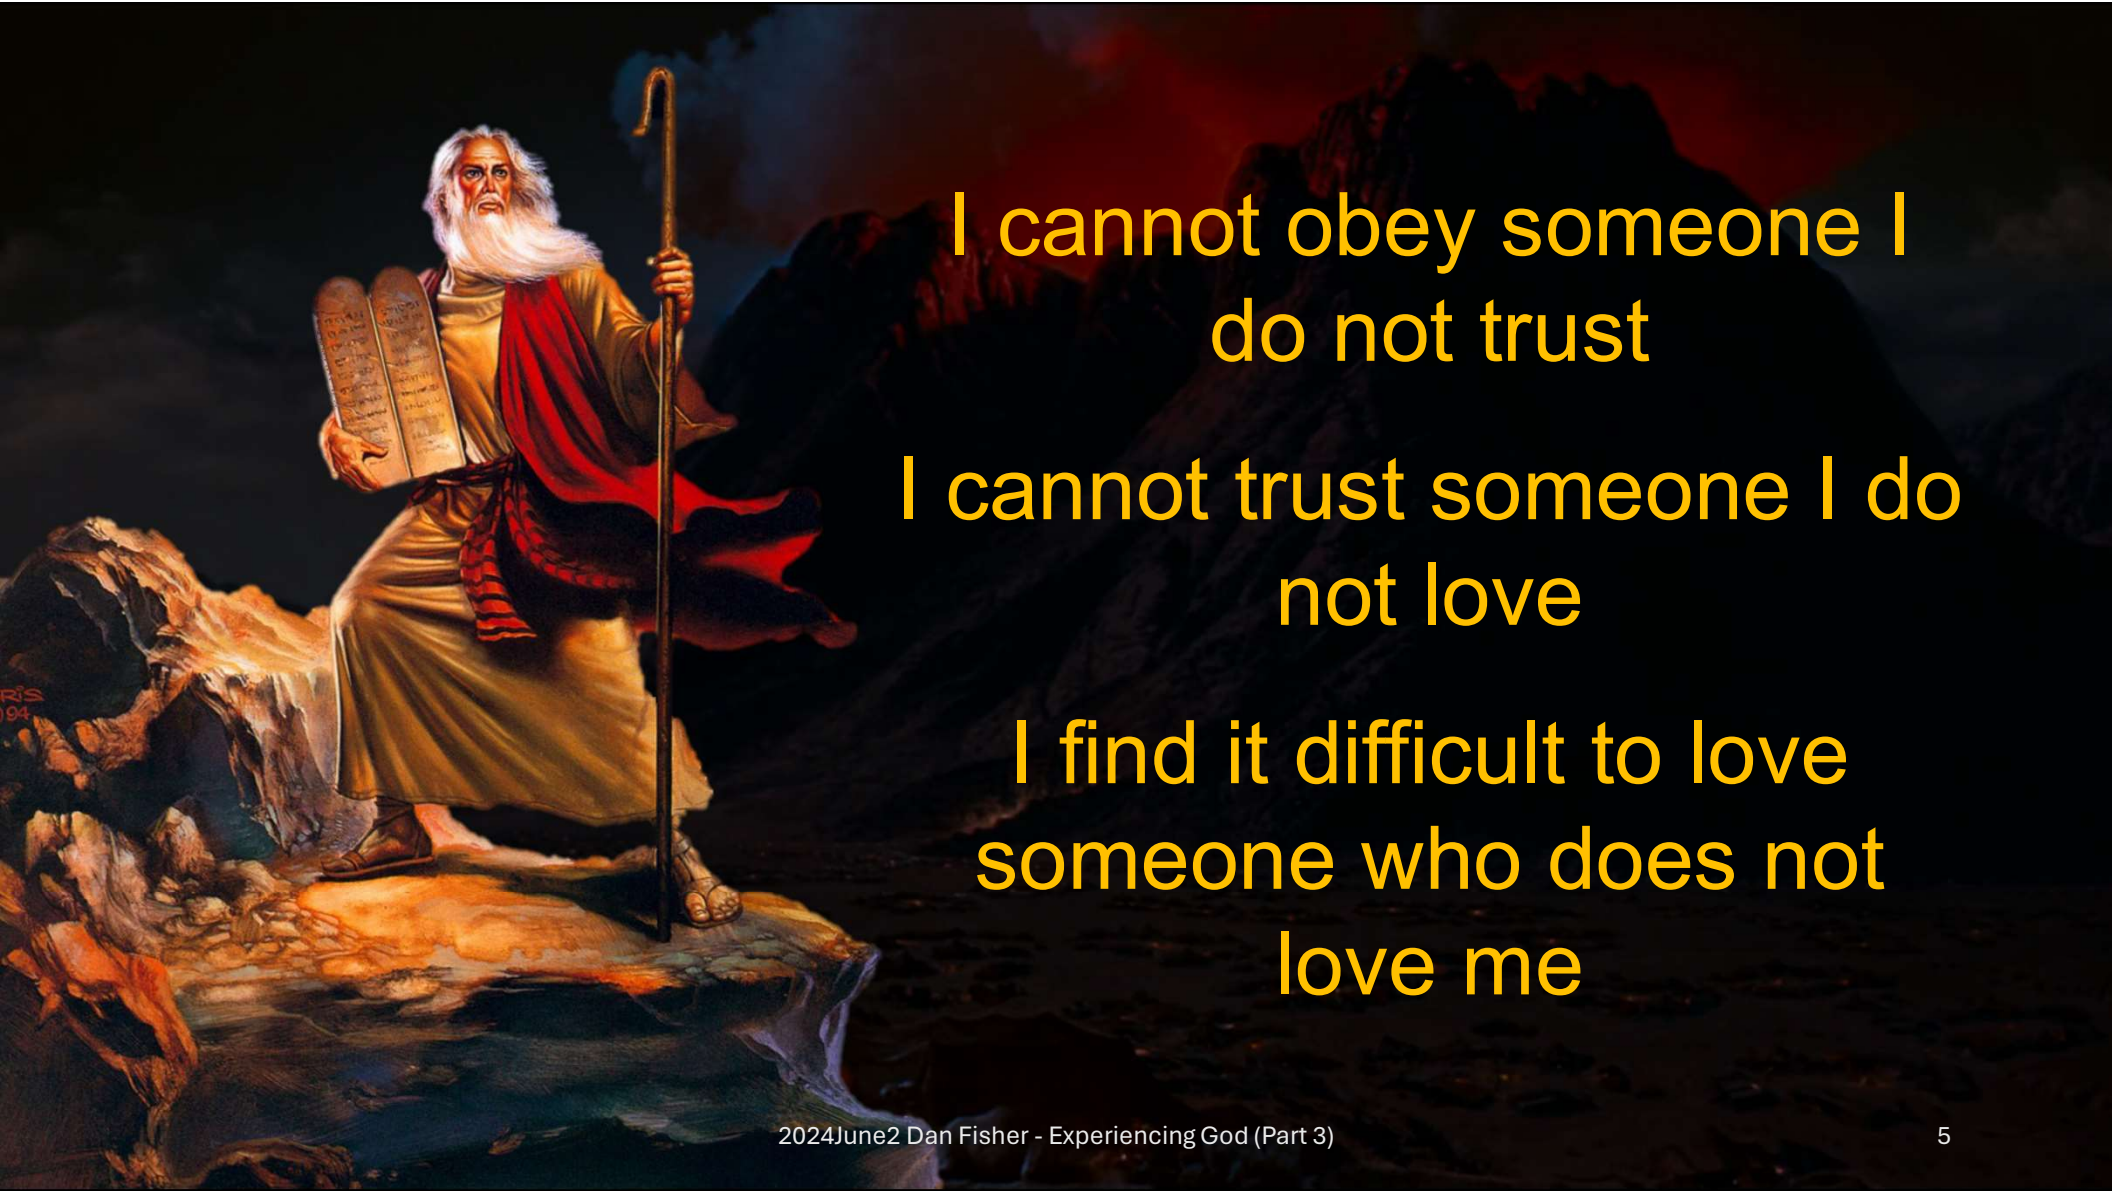 I cannot obey someone I
do not trust
I cannot trust someone I do
not love
I find it difficult to love
someone who does not
love me
2024June2 Dan Fisher - Experiencing God (Part 3)
5